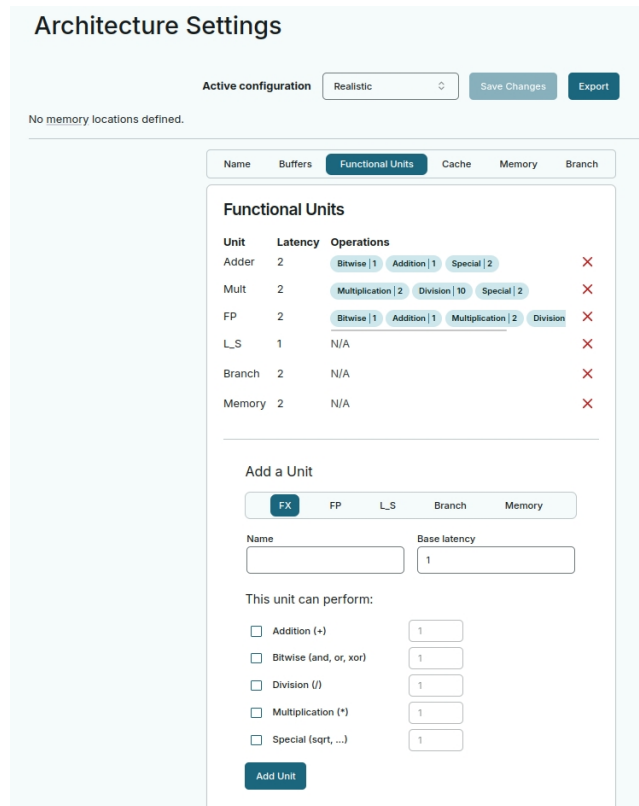 Architecture Settings
Active configuration Realistic Save Changes Export
No memory locations defined.
Name Buffers Functional Units Cache Memory Branch
Functional Units
Unit Latency Operations
Adder 2 Bitwise | 1 Addition | 1 Special | 2
Mult 2 Multiplication | 2 Division | 10 Special | 2
FP 2 Bitwise | 1 Addition | 1 Multiplication | 2 Division
L_S 1 N/A
Branch 2 N/A
Memory 2 N/A
Add a Unit
FX FP L_S Branch Memory
Name Base latency
1
This unit can perform:
Addition (+) 1
Bitwise (and, or, xor) 1
Division (/) 1
Multiplication (*) 1
Special (sqrt, ...) 1
Add Unit